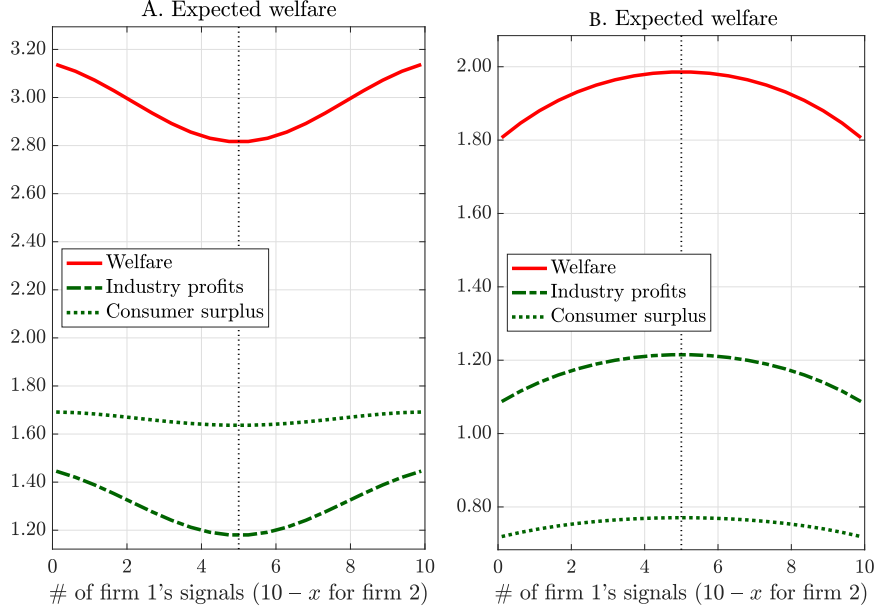 A. Expected welfare
3.20
3.00
2.80
2.60
2.40
2.20
2.00
1.80
1.60
1.40
1.20
Welfare
Industry profits
Consumer surplus
0 2 4 6 8 10
# of firm 1's signals (10 − x for firm 2)
B. Expected welfare
2.00
1.80
1.60
1.40
1.20
1.00
0.80
Welfare
Industry profits
Consumer surplus
0 2 4 6 8 10
# of firm 1's signals (10 − x for firm 2)